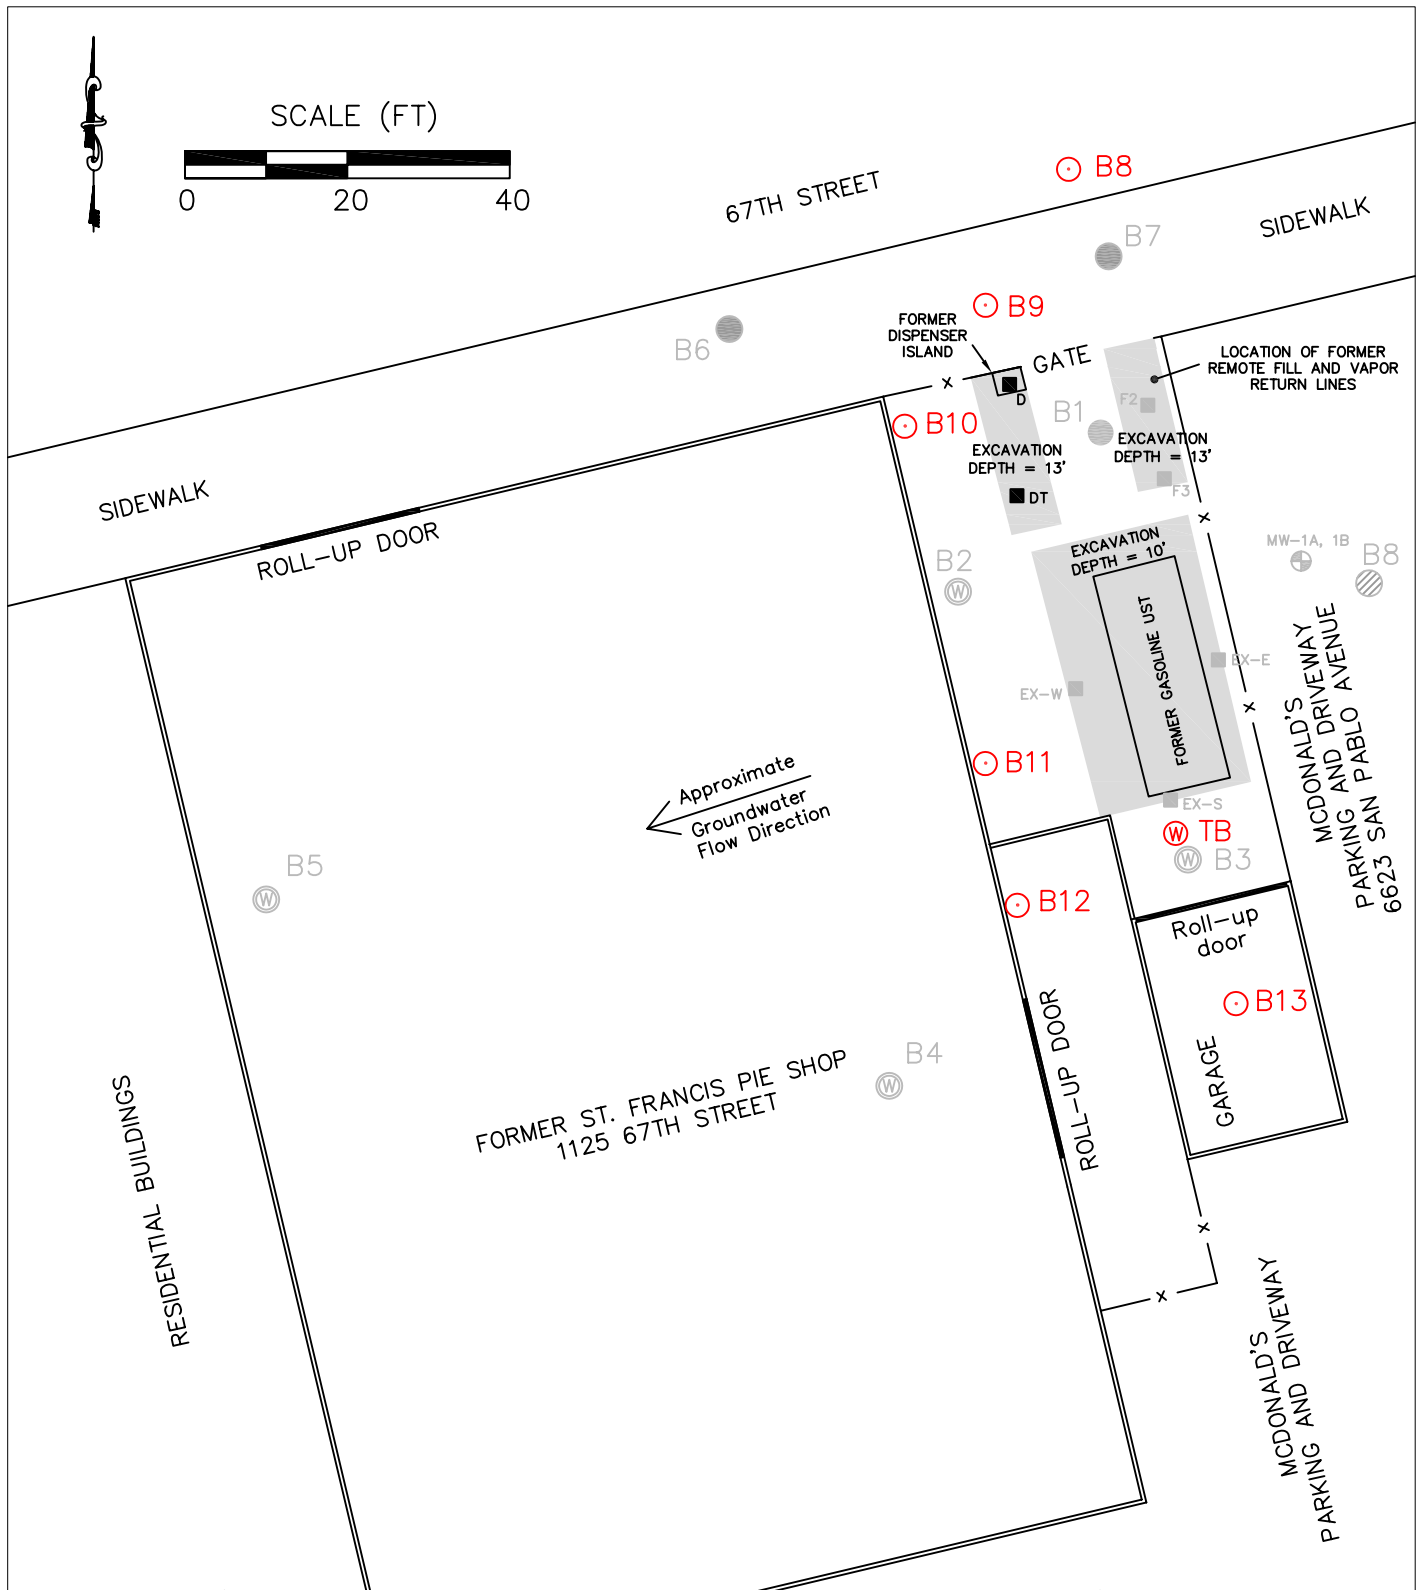 SCALE (FT)
0 20 40
67TH STREET
B8
SIDEWALK
B7
B9
B6
FORMER
DISPENSER
ISLAND
GATE
LOCATION OF FORMER
REMOTE FILL AND VAPOR
RETURN LINES
D
F2
B10
B1
EXCAVATION
DEPTH = 13'
EXCAVATION
DEPTH = 13'
DT
F3
SIDEWALK
ROLL-UP DOOR
EXCAVATION
DEPTH = 10'
MW-1A, 1B
B8
B2
W
FORMER GASOLINE UST
EX-E
EX-W
MCDONALD'S
PARKING AND DRIVEWAY
6623 SAN PABLO AVENUE
B11
Approximate
Groundwater
Flow Direction
EX-S
W TB
W B3
B5
W
B12
Roll-up
door
B13
GARAGE
ROLL-UP DOOR
B4
W
FORMER ST. FRANCIS PIE SHOP
1125 67TH STREET
RESIDENTIAL BUILDINGS
MCDONALD'S
PARKING AND DRIVEWAY
x
x
x
x
x